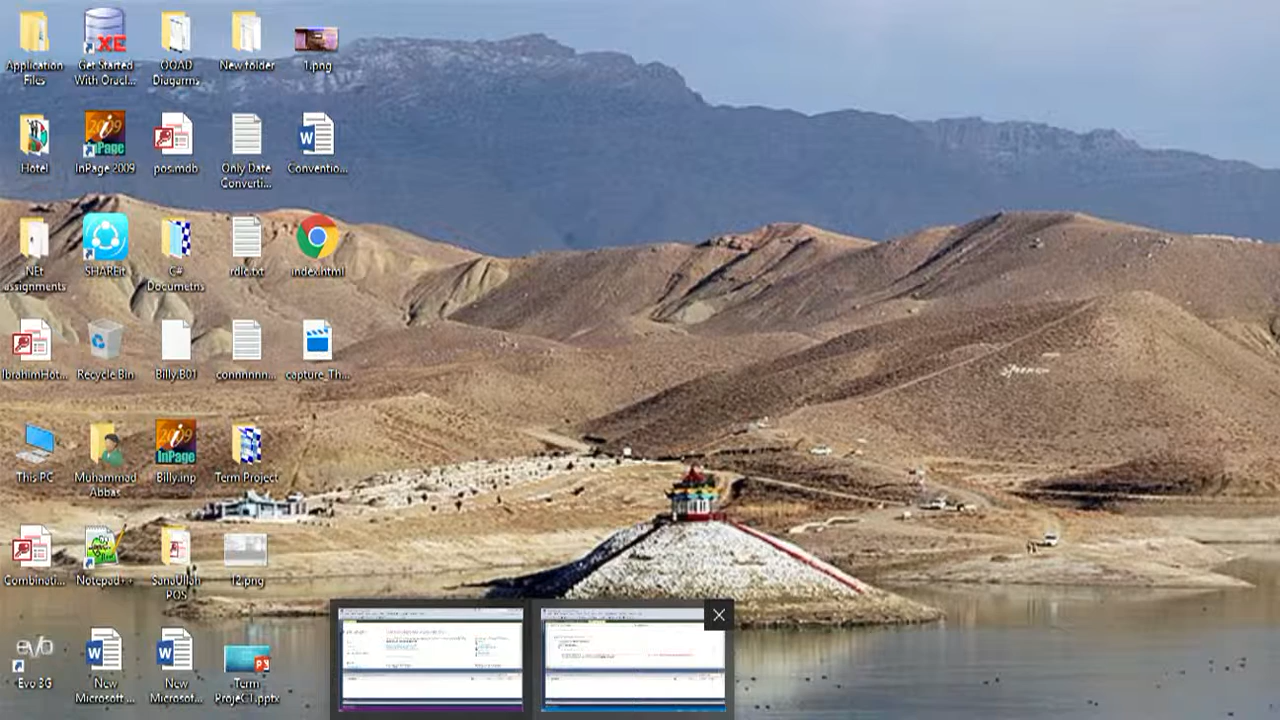 Application
Files
Get Started
With Oracl...
OOAD
Diagarms
New folder
1.png
Hotel
InPage 2009
pos.mdb
Only Date
Converti...
Conventio...
NEt
assignments
SHAREit
C#
Documetns
rdlc.txt
index.html
IbrahimHot...
Recycle Bin
Billy.B01
connnnnn...
capture_Th...
This PC
Muhammad
Abbas
Billy.inp
Term Project
Combinati...
Notepad++
SanaUllah
POS
12.png
Evo 3G
New
Microsoft ...
New
Microsof...
Term
ProjeCT.pptx